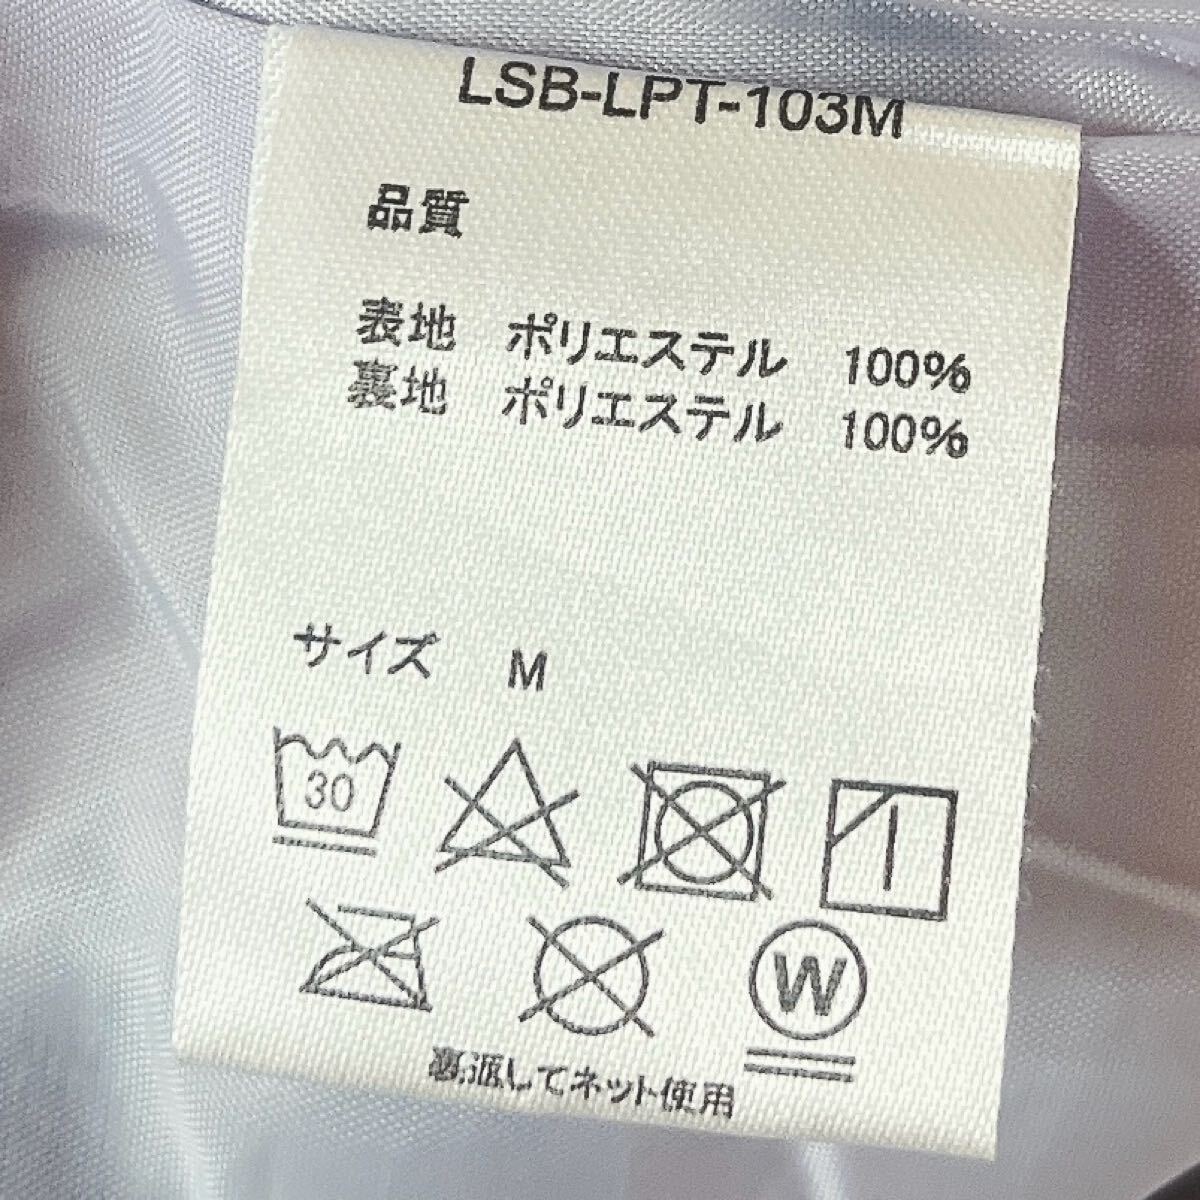 LSB-LPT-103M
品質
表地 ポリエステル 100%
裏地 ポリエステル 100%
サイズ M
30
W
裏返してネット使用